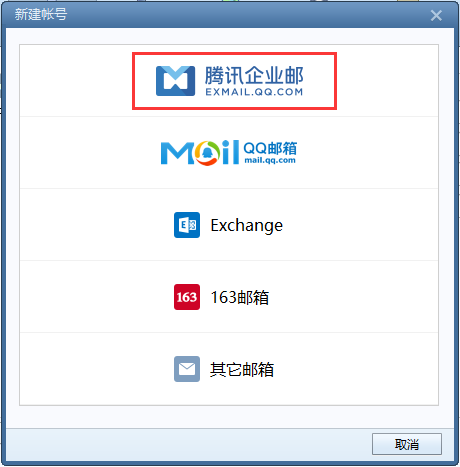 新建帐号
腾讯企业邮
EXMAIL.QQ.COM
Mail QQ邮箱
mail.qq.com
Exchange
163 163邮箱
其它邮箱
取消